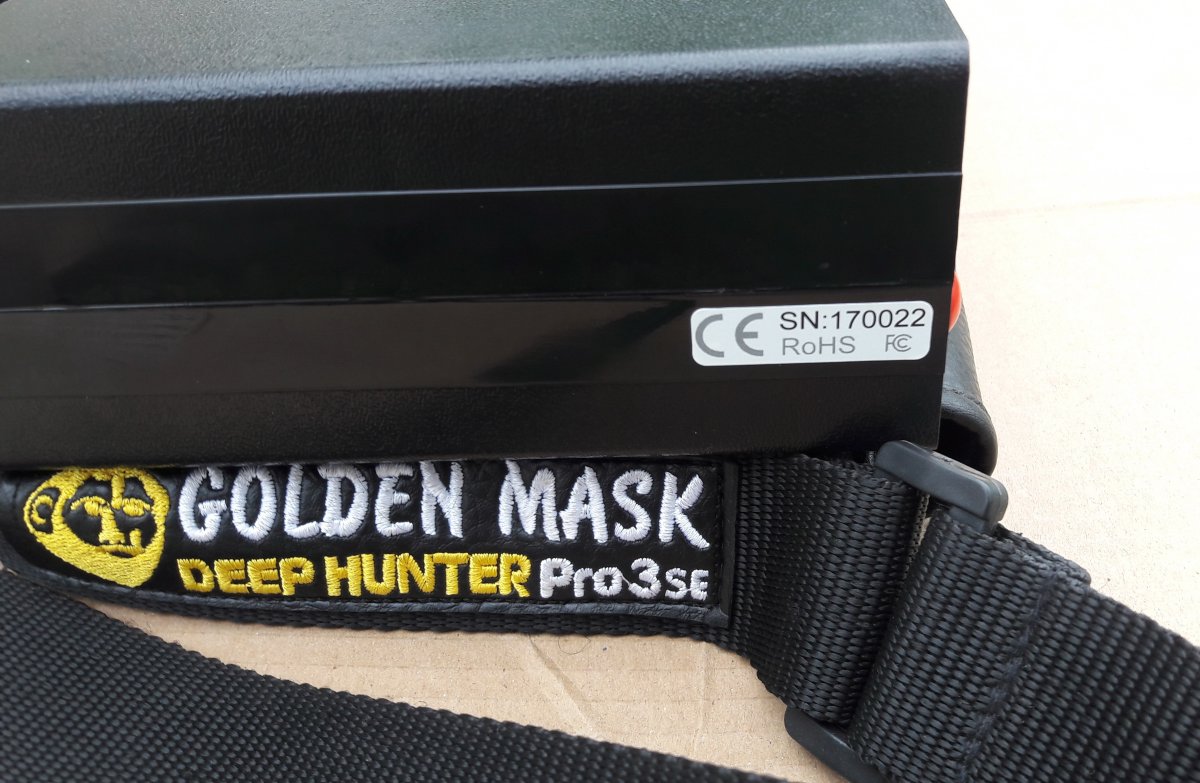 CE SN:170022
RoHS FC
GOLDEN MASK
DEEP HUNTER Pro3SE